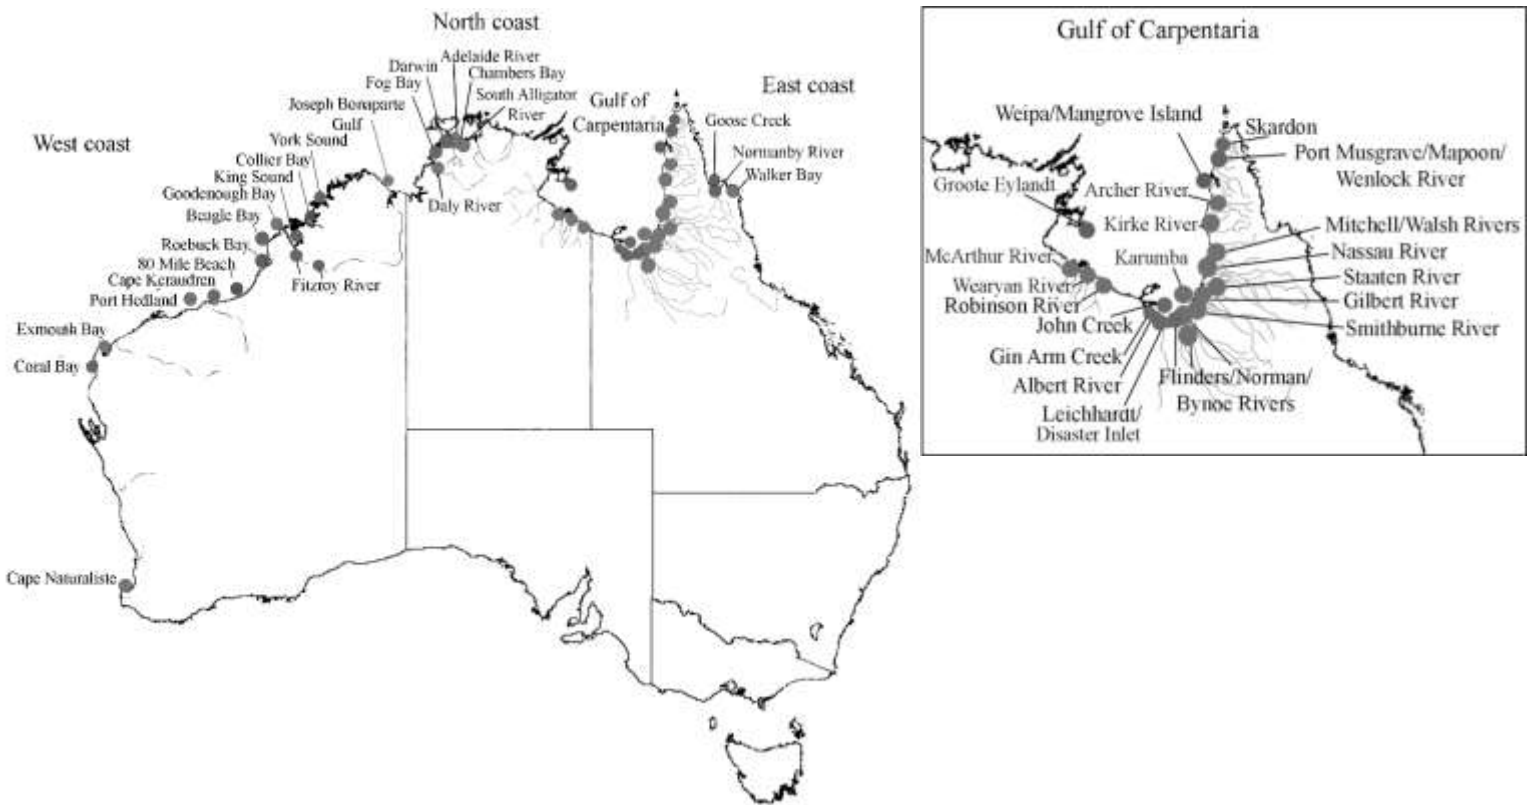 North coast
Adelaide River
Darwin
Chambers Bay
Fog Bay
South Alligator
River
Joseph Bonaparte
Gulf
Gulf of
Carpentaria
East coast
Goose Creek
Normanby River
Walker Bay
West coast
York Sound
Collier Bay
King Sound
Goodenough Bay
Beagle Bay
Roebuck Bay
80 Mile Beach
Cape Keraudren
Port Hedland
Fitzroy River
Daly River
Exmouth Bay
Coral Bay
Cape Naturaliste
Gulf of Carpentaria
Weipa/Mangrove Island
Skardon
Port Musgrave/Mapoon/
Wenlock River
Groote Eylandt
Archer River
Kirke River
Mitchell/Walsh Rivers
Nassau River
Staaten River
Gilbert River
Smithburne River
McArthur River
Karumba
Wearyan River
Robinson River
John Creek
Gin Arm Creek
Albert River
Flinders/Norman/
Bynoe Rivers
Leichhardt/
Disaster Inlet